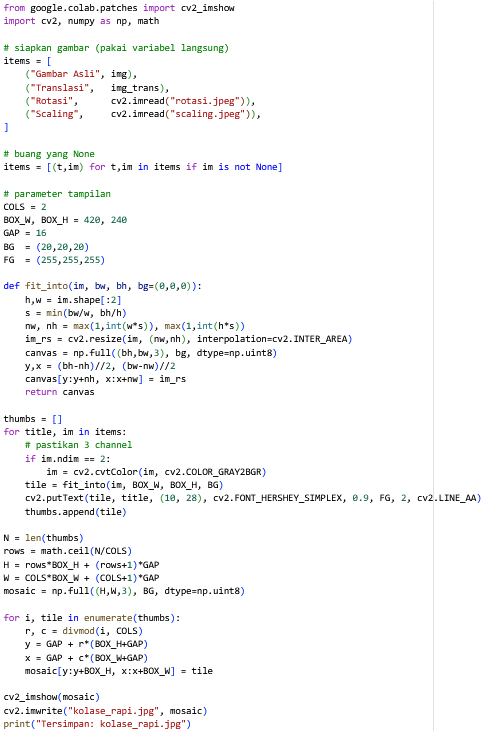 from google.colab.patches import cv2_imshow
import cv2, numpy as np, math

# siapkan gambar (pakai variabel langsung)
items = [
    ("Gambar Asli", img),
    ("Translasi",   img_trans),
    ("Rotasi",      cv2.imread("rotasi.jpeg")),
    ("Scaling",     cv2.imread("scaling.jpeg")),
]

# buang yang None
items = [(t,im) for t,im in items if im is not None]

# parameter tampilan
COLS = 2
BOX_W, BOX_H = 420, 240
GAP = 16
BG  = (20,20,20)
FG  = (255,255,255)

def fit_into(im, bw, bh, bg=(0,0,0)):
    h,w = im.shape[:2]
    s = min(bw/w, bh/h)
    nw, nh = max(1,int(w*s)), max(1,int(h*s))
    im_rs = cv2.resize(im, (nw,nh), interpolation=cv2.INTER_AREA)
    canvas = np.full((bh,bw,3), bg, dtype=np.uint8)
    y,x = (bh-nh)//2, (bw-nw)//2
    canvas[y:y+nh, x:x+nw] = im_rs
    return canvas

thumbs = []
for title, im in items:
    # pastikan 3 channel
    if im.ndim == 2:
        im = cv2.cvtColor(im, cv2.COLOR_GRAY2BGR)
    tile = fit_into(im, BOX_W, BOX_H, BG)
    cv2.putText(tile, title, (10, 28), cv2.FONT_HERSHEY_SIMPLEX, 0.9, FG, 2, cv2.LINE_AA)
    thumbs.append(tile)

N = len(thumbs)
rows = math.ceil(N/COLS)
H = rows*BOX_H + (rows+1)*GAP
W = COLS*BOX_W + (COLS+1)*GAP
mosaic = np.full((H,W,3), BG, dtype=np.uint8)

for i, tile in enumerate(thumbs):
    r, c = divmod(i, COLS)
    y = GAP + r*(BOX_H+GAP)
    x = GAP + c*(BOX_W+GAP)
    mosaic[y:y+BOX_H, x:x+BOX_W] = tile

cv2_imshow(mosaic)
cv2.imwrite("kolase_rapi.jpg", mosaic)
print("Tersimpan: kolase_rapi.jpg")